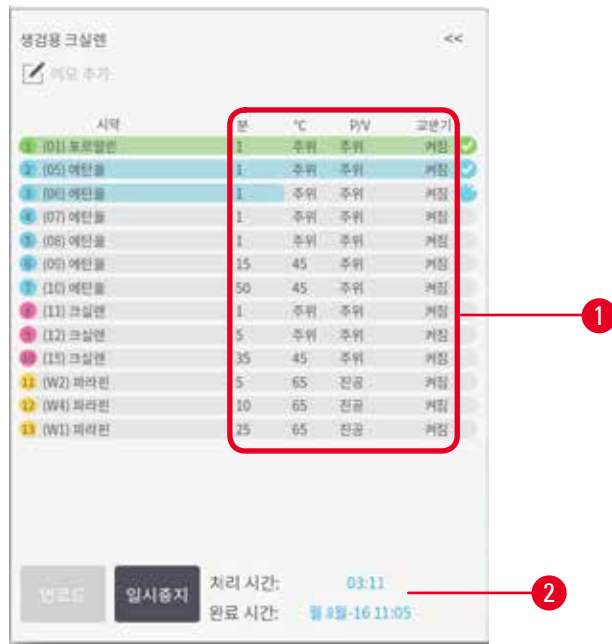 생검용 크실렌 <<
메모 추가
시약 분 °C P/V 교반기
1 (01) 포르말린 1 주위 주위 켜짐
2 (05) 에탄올 1 주위 주위 켜짐
3 (06) 에탄올 1 주위 주위 켜짐
4 (07) 에탄올 1 주위 주위 켜짐
5 (08) 에탄올 1 주위 주위 켜짐
6 (09) 에탄올 15 45 주위 켜짐
7 (10) 에탄올 50 45 주위 켜짐
8 (11) 크실렌 1 주위 주위 켜짐
9 (12) 크실렌 5 주위 주위 켜짐
10 (15) 크실렌 35 45 주위 켜짐
11 (W2) 파라핀 5 65 진공 켜짐
12 (W4) 파라핀 10 65 진공 켜짐
13 (W1) 파라핀 25 65 진공 켜짐
1
언로드 일시중지 처리 시간: 03:11
완료 시간: 월 8월-16 11:05
2